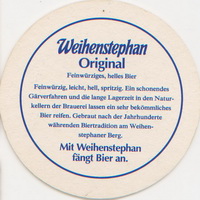 Weihenstephan
Original
Feinwürziges, helles Bier
Feinwürzig, leicht, hell, spritzig. Ein schonendes
Gärverfahren und die lange Lagerzeit in den Natur-
kellern der Brauerei lassen ein sehr bekömmliches
Bier reifen. Gebraut nach der Jahrhunderte
währenden Biertradition am Weihen-
stephaner Berg.
Mit Weihenstephan
fängt Bier an.